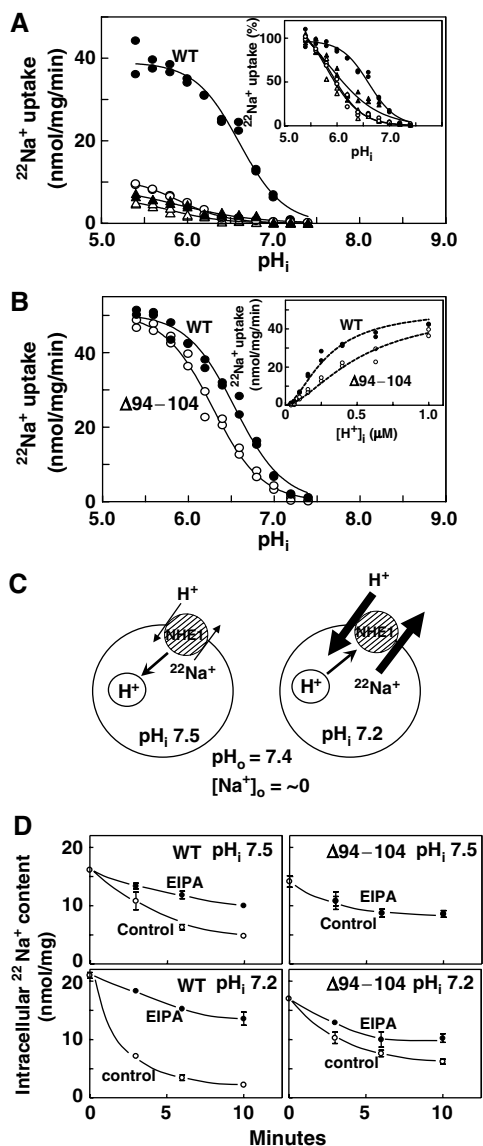 A
²²Na⁺ uptake
(nmol/mg/min)
40
20
0
WT
5.0 6.0 7.0 8.0 9.0
pHᵢ
²²Na⁺ uptake (%)
100
50
0
5.0 6.0 7.0 8.0
pHᵢ
B
²²Na⁺ uptake
(nmol/mg/min)
40
20
0
WT
Δ94–104
5.0 6.0 7.0 8.0 9.0
pHᵢ
²²Na⁺ uptake
(nmol/mg/min)
40
20
0
WT
Δ94–104
0 0.5 1.0
[H⁺]ᵢ (μM)
C
H⁺
NHE1
²²Na⁺
H⁺
pHᵢ 7.5
H⁺
NHE1
²²Na⁺
H⁺
pHᵢ 7.2
pHₒ = 7.4
[Na⁺]ₒ = ~0
D
Intracellular ²²Na⁺ content
(nmol/mg)
20
10
0
WT pHᵢ 7.5
EIPA
Control
Δ94–104 pHᵢ 7.5
EIPA
Control
20
10
0
WT pHᵢ 7.2
EIPA
control
Δ94–104 pHᵢ 7.2
EIPA
control
0 5 10 0 5 10
Minutes